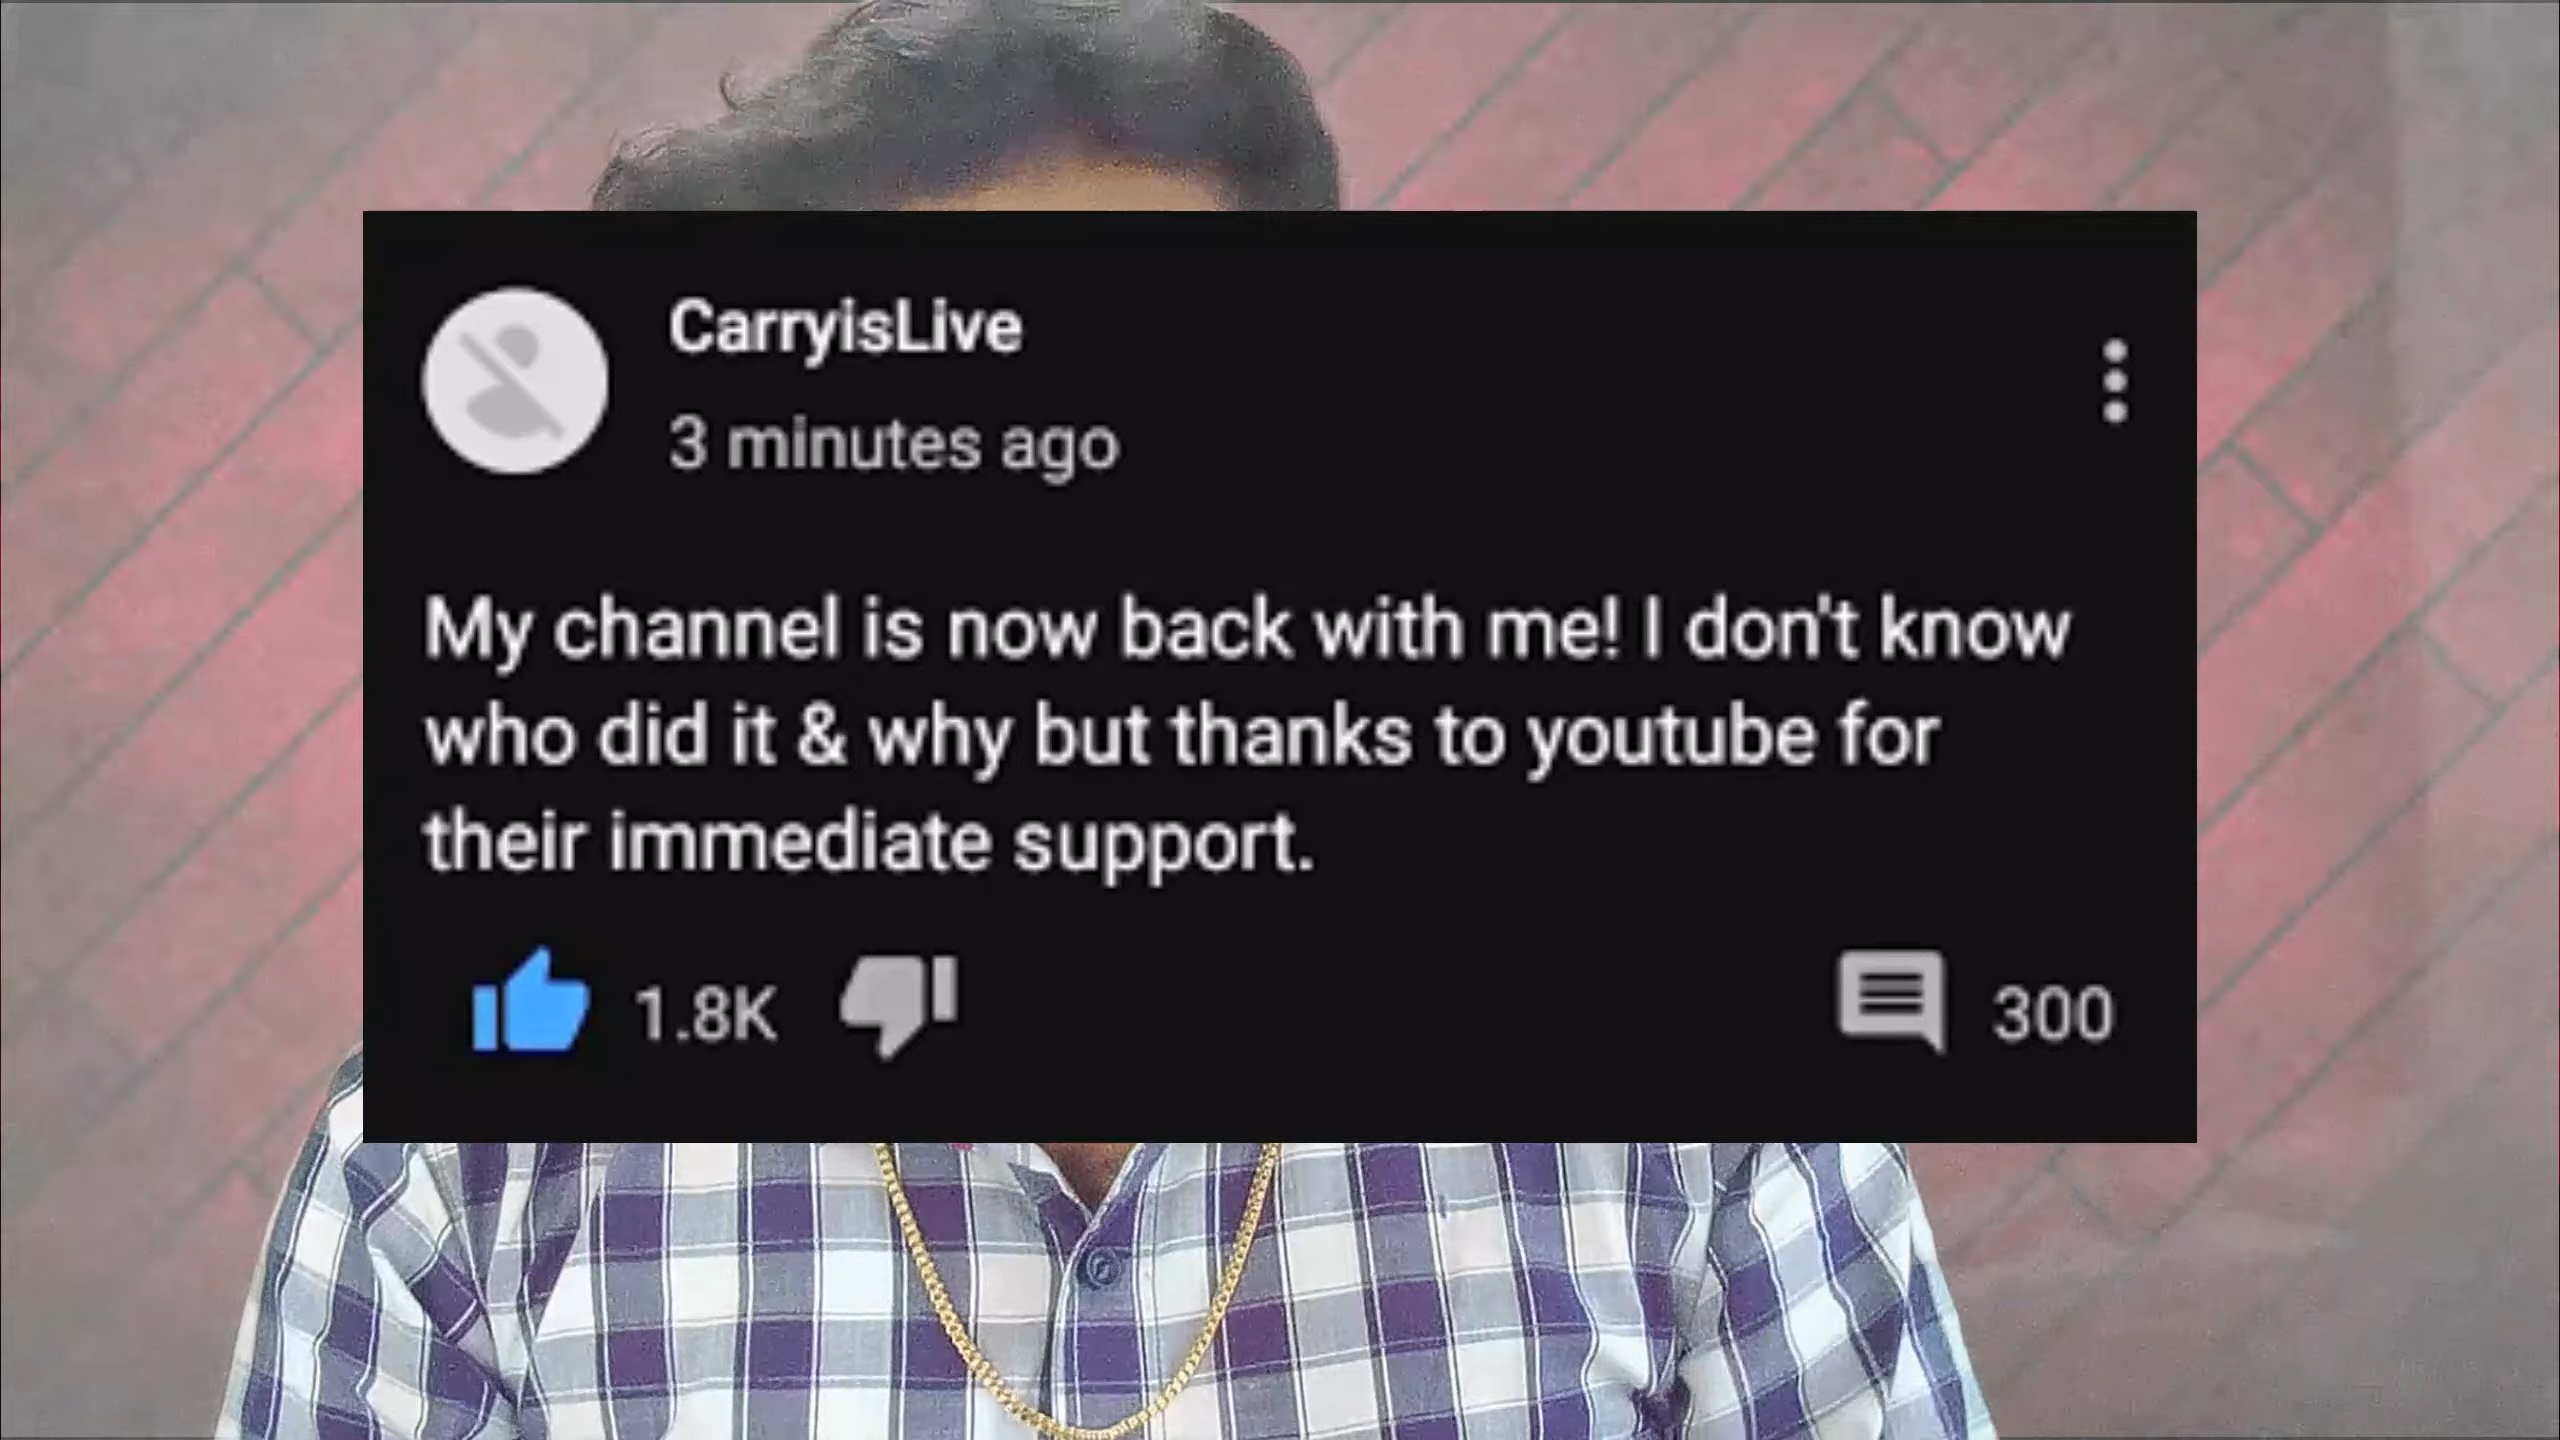 CarryisLive
3 minutes ago
My channel is now back with me! I don't know
who did it & why but thanks to youtube for
their immediate support.
1.8K
300